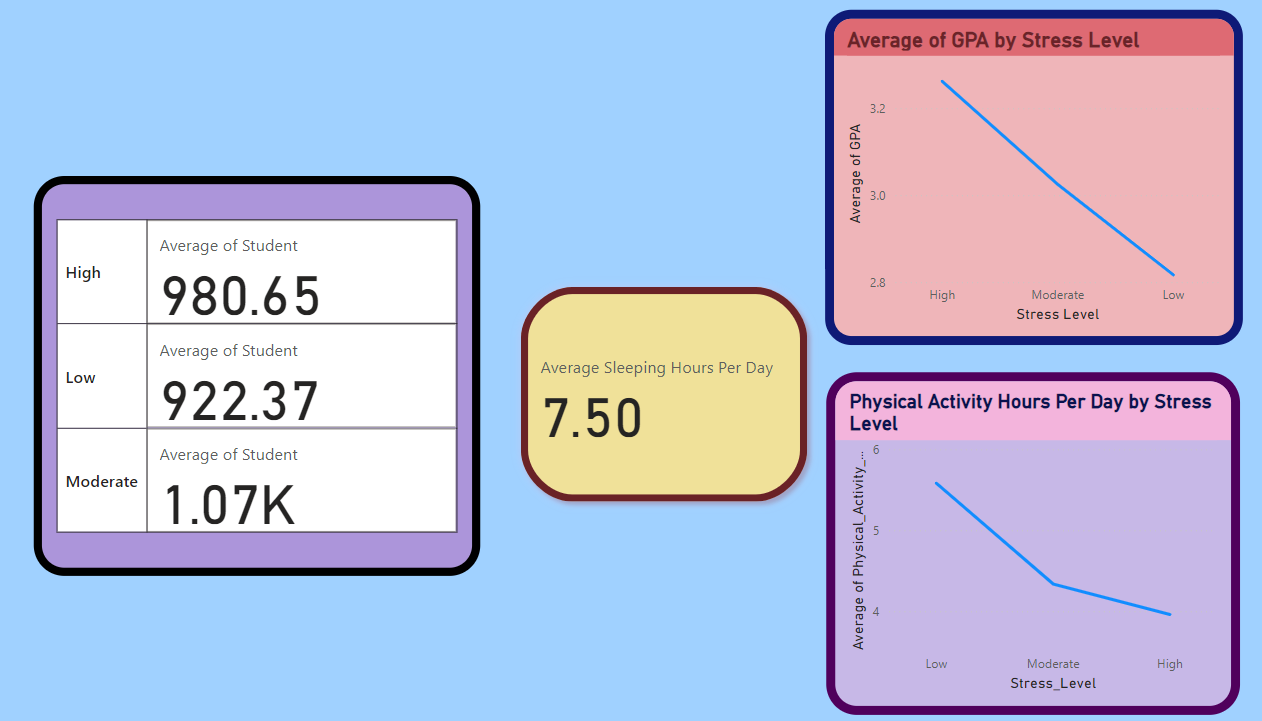 High
Average of Student
980.65
Low
Average of Student
922.37
Moderate
Average of Student
1.07K
Average Sleeping Hours Per Day
7.50
Average of GPA by Stress Level
Average of GPA
3.2
3.0
2.8
High Moderate Low
Stress Level
Physical Activity Hours Per Day by Stress
Level
Average of Physical_Activity_...
6
5
4
Low Moderate High
Stress_Level